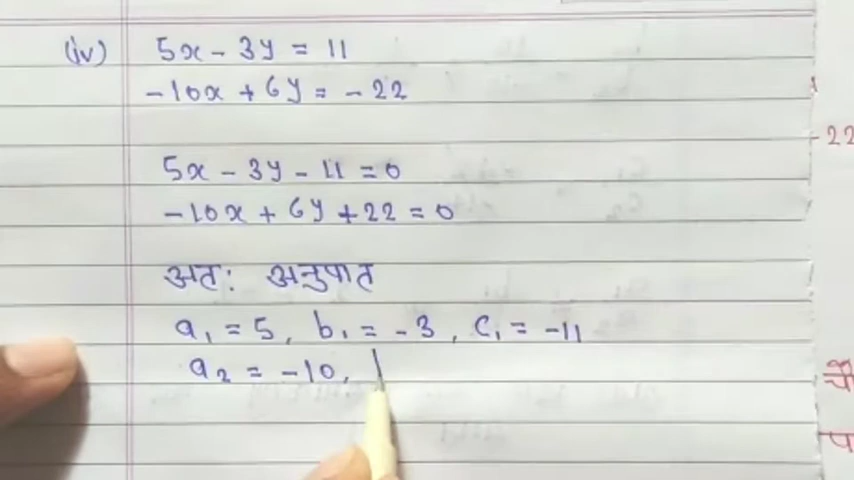 (iv) 5x - 3y = 11
-10x + 6y = -22
5x - 3y - 11 = 0
-10x + 6y + 22 = 0
अतः अनुपात
a₁ = 5, b₁ = -3, c₁ = -11
a₂ = -10,
-22